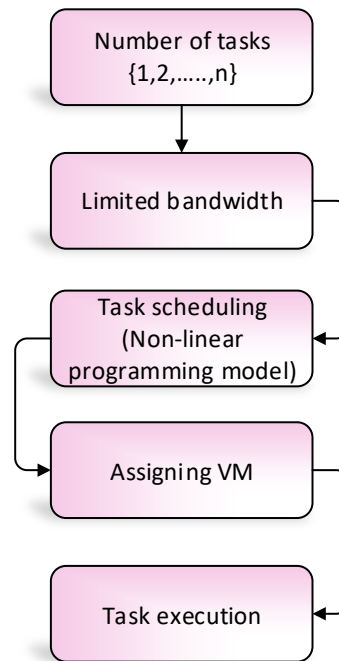 Number of tasks
{1,2,.....,n}
Limited bandwidth
Task scheduling
(Non-linear
programming model)
Assigning VM
Task execution